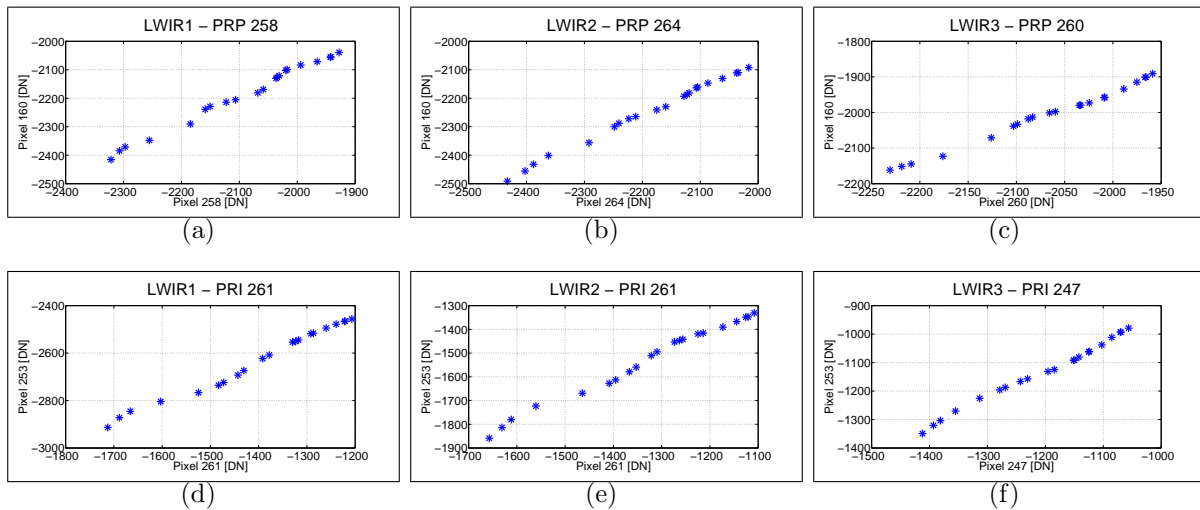 LWIR1 – PRP 258
−2000
−2100
−2200
−2300
−2400
−2500
Pixel 160 [DN]
−2400 −2300 −2200 −2100 −2000 −1900
Pixel 258 [DN]
(a)
LWIR2 – PRP 264
−2000
−2100
−2200
−2300
−2400
−2500
Pixel 160 [DN]
−2500 −2400 −2300 −2200 −2100 −2000
Pixel 264 [DN]
(b)
LWIR3 – PRP 260
−1800
−1900
−2000
−2100
−2200
Pixel 160 [DN]
−2250 −2200 −2150 −2100 −2050 −2000 −1950
Pixel 260 [DN]
(c)
LWIR1 – PRI 261
−2400
−2600
−2800
−3000
Pixel 253 [DN]
−1800 −1700 −1600 −1500 −1400 −1300 −1200
Pixel 261 [DN]
(d)
LWIR2 – PRI 261
−1300
−1400
−1500
−1600
−1700
−1800
−1900
Pixel 253 [DN]
−1700 −1600 −1500 −1400 −1300 −1200 −1100
Pixel 261 [DN]
(e)
LWIR3 – PRI 247
−900
−1000
−1100
−1200
−1300
−1400
Pixel 253 [DN]
−1500 −1400 −1300 −1200 −1100 −1000
Pixel 247 [DN]
(f)